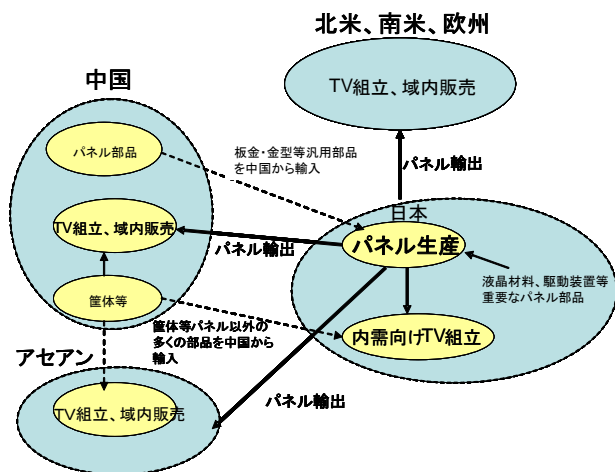 北米、南米、欧州
TV組立、域内販売
中国
パネル部品
板金・金型等汎用部品
を中国から輸入
パネル輸出
日本
TV組立、域内販売
パネル生産
パネル輸出
液晶材料、駆動装置等
重要なパネル部品
筐体等
筐体等パネル以外の
多くの部品を中国から
輸入
内需向けTV組立
アセアン
TV組立、域内販売
パネル輸出